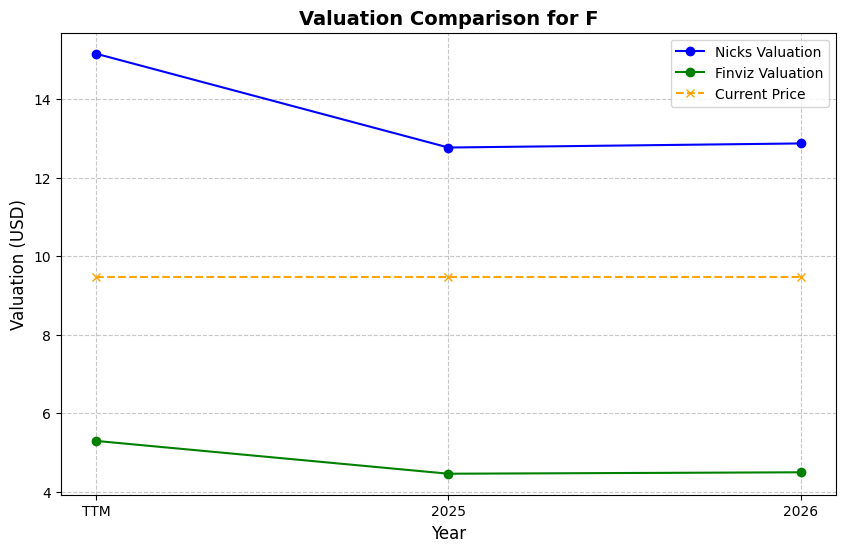 Valuation Comparison for F
Nicks Valuation
Finviz Valuation
Current Price
Valuation (USD)
14
12
10
8
6
4
TTM
2025
2026
Year